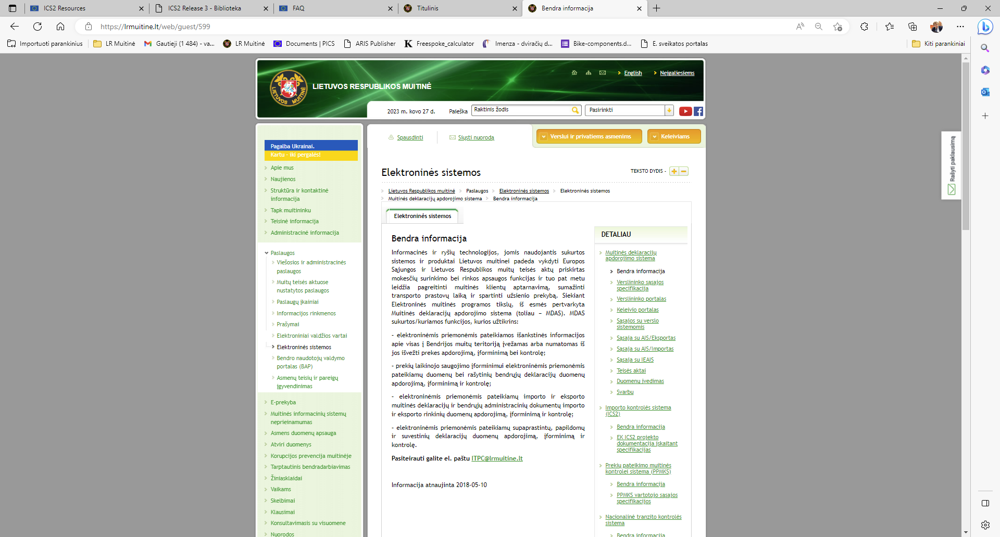 ICS2 Resources
ICS2 Release 3 - Biblioteka
FAQ
Titulinis
Bendra informacija
https://lrmuitine.lt/web/guest/599
Importuoti parankinius
LR Muitinė
Gautieji (1 484) - va...
LR Muitinė
Documents | PICS
ARIS Publisher
Freespoke_calculator
Imenza - dviračių d...
Bike-components.d...
E. sveikatos portalas
Kiti parankiniai
English
Neįgaliesiems
LIETUVOS RESPUBLIKOS MUITINĖ
LIETUVOS MUITINĖ
2023 m. kovo 27 d.
Paieška
Raktinis žodis
Pasirinkti
Pagalba Ukrainai.
Kartu - iki pergalės!
Apie mus
Naujienos
Struktūra ir kontaktinė
informacija
Tapk muitininku
Teisinė informacija
Administracinė informacija
Paslaugos
Viešosios ir administracinės
paslaugos
Muitų teisės aktuose
nustatytos paslaugos
Paslaugų įkainiai
Informacijos rinkmenos
Prašymai
Elektroniniai valdžios vartai
Elektroninės sistemos
Bendro naudotojų valdymo
portalas (BAP)
Asmenų teisių ir pareigų
įgyvendinimas
E-prekyba
Muitinės informacinių sistemų
neprieinamumas
Asmens duomenų apsauga
Atviri duomenys
Korupcijos prevencija muitinėje
Tarptautinis bendradarbiavimas
Žiniasklaidai
Vaikams
Skelbimai
Klausimai
Konsultavimasis su visuomene
Nuorodos
Spausdinti
Siųsti nuorodą
Verslui ir privatiems asmenims
Keleiviams
Elektroninės sistemos
TEKSTO DYDIS -
Lietuvos Respublikos muitinė
Paslaugos
Elektroninės sistemos
Elektroninės sistemos
Muitinės deklaracijų apdorojimo sistema
Bendra informacija
Elektroninės sistemos
Bendra informacija
Informacinės ir ryšių technologijos, jomis naudojantis sukurtos
sistemos ir produktai Lietuvos muitinei padeda vykdyti Europos
Sąjungos ir Lietuvos Respublikos muitų teisės aktų priskirtas
mokesčių surinkimo bei rinkos apsaugos funkcijas ir tuo pat metu
leidžia pagreitinti muitinės klientų aptarnavimą, sumažinti
transporto prastovų laiką ir spartinti užsienio prekybą. Siekiant
Elektroninės muitinės programos tikslų, iš esmės pertvarkyta
Muitinės deklaracijų apdorojimo sistema (toliau – MDAS). MDAS
sukurtos/kuriamos funkcijos, kurios užtikrins:
- elektroninėmis priemonėmis pateikiamos išankstinės informacijos
apie visas į Bendrijos muitų teritoriją įvežamas arba numatomas iš
jos išvežti prekes apdorojimą, įforminimą bei kontrolę;
- prekių laikinojo saugojimo įforminimui elektroninėmis priemonėmis
pateikiamų duomenų bei rašytinių bendrųjų deklaracijų duomenų
apdorojimą, įforminimą ir kontrolę;
- elektroninėmis priemonėmis pateikiamų importo ir eksporto
muitinės deklaracijų ir bendrųjų administracinių dokumentų importo
ir eksporto rinkinių duomenų apdorojimą, įforminimą ir kontrolę;
- elektroninėmis priemonėmis pateikiamų supaprastintų, papildomų
ir suvestinių deklaracijų duomenų apdorojimą, įforminimą ir
kontrolę.
Pasiteirauti galite el. paštu ITPC@lrmuitine.lt
Informacija atnaujinta 2018-05-10
DETALIAU
Muitinės deklaracijų
apdorojimo sistema
Bendra informacija
Verslininko sąsajos
specifikacija
Verslininko portalas
Keleivio portalas
Sąsajos su verslo
sistemomis
Sąsaja su AIS/Eksportas
Sąsaja su AIS/Importas
Sąsaja su IEAIS
Teisės aktai
Duomenų įvedimas
Svarbu
Importo kontrolės sistema
(ICS2)
Bendra informacija
EK ICS2 projekto
dokumentacija įskaitant
specifikacijas
Prekių pateikimo muitinės
kontrolei sistema (PPMKS)
Bendra informacija
PPMKS vartotojo sąsajos
specifikacijos
Nacionalinė tranzito kontrolės
sistema
Bendra informacija
Rašyti paklausimą